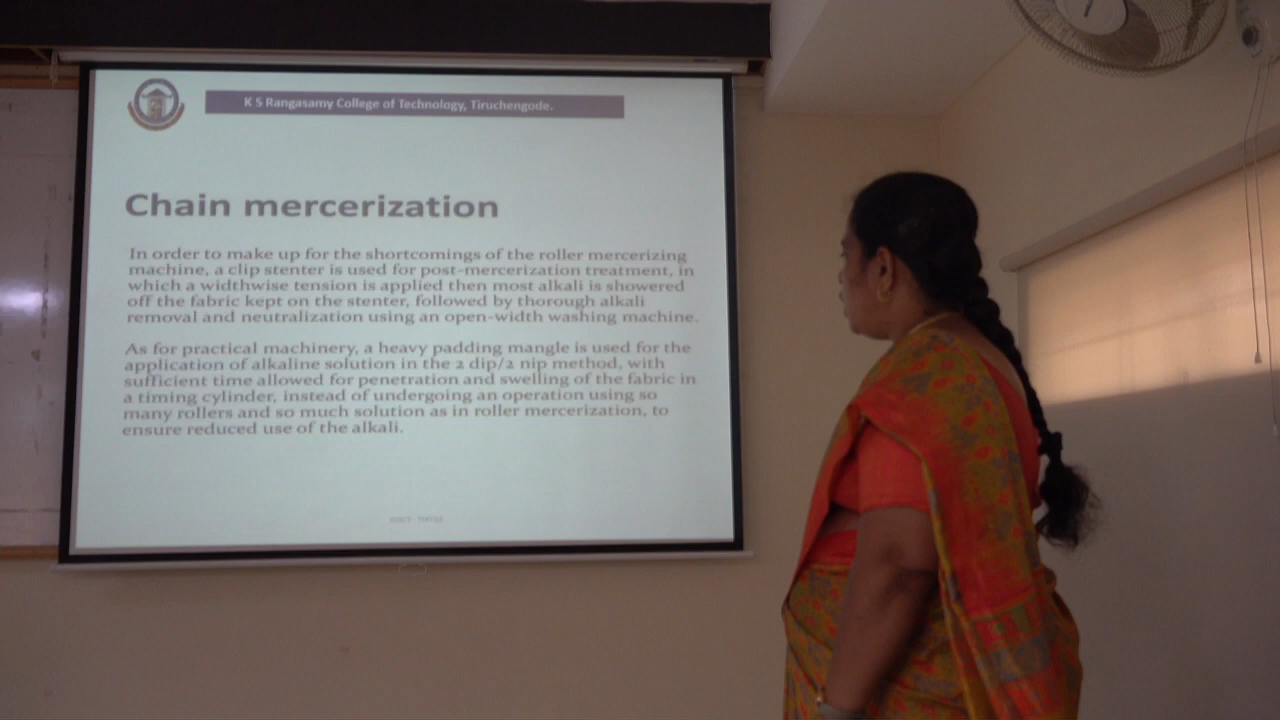 K S Rangasamy College of Technology, Tiruchengode.
Chain mercerization
In order to make up for the shortcomings of the roller mercerizing
machine, a clip stenter is used for post-mercerization treatment, in
which a widthwise tension is applied then most alkali is showered
off the fabric kept on the stenter, followed by thorough alkali
removal and neutralization using an open-width washing machine.
As for practical machinery, a heavy padding mangle is used for the
application of alkaline solution in the 2 dip/2 nip method, with
sufficient time allowed for penetration and swelling of the fabric in
a timing cylinder, instead of undergoing an operation using so
many rollers and so much solution as in roller mercerization, to
ensure reduced use of the alkali.